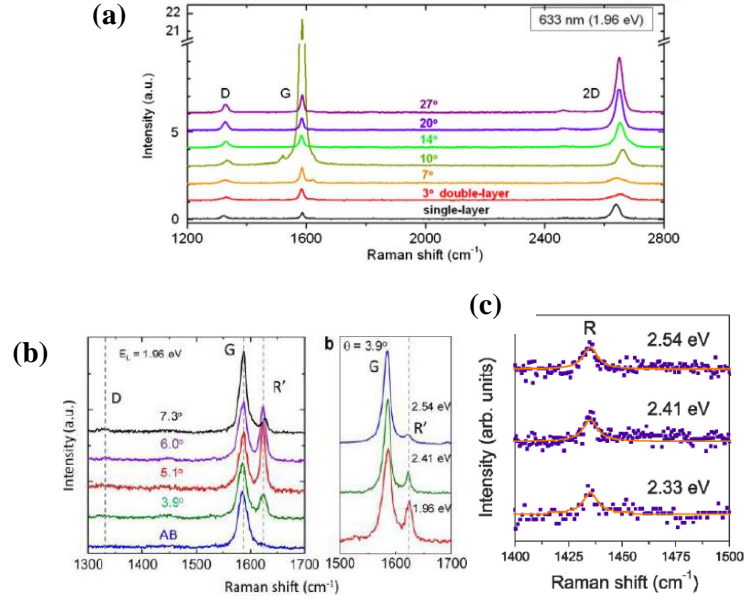 (a)
22
21
5
0
Intensity (a.u.)
633 nm (1.96 eV)
D
G
2D
27°
20°
14°
10°
7°
3° double-layer
single-layer
1200 1600 2000 2400 2800
Raman shift (cm-1)
(b)
E_L = 1.96 eV
G
D
R'
7.3°
6.0°
5.1°
3.9°
AB
Intensity (a.u.)
1300 1400 1500 1600 1700
Raman shift (cm-1)
b
θ = 3.9°
G
2.54 eV
R'
2.41 eV
1.96 eV
1500 1600 1700
Raman shift (cm-1)
(c)
R
2.54 eV
2.41 eV
2.33 eV
Intensity (arb. units)
1400 1425 1450 1475 1500
Raman shift (cm-1)